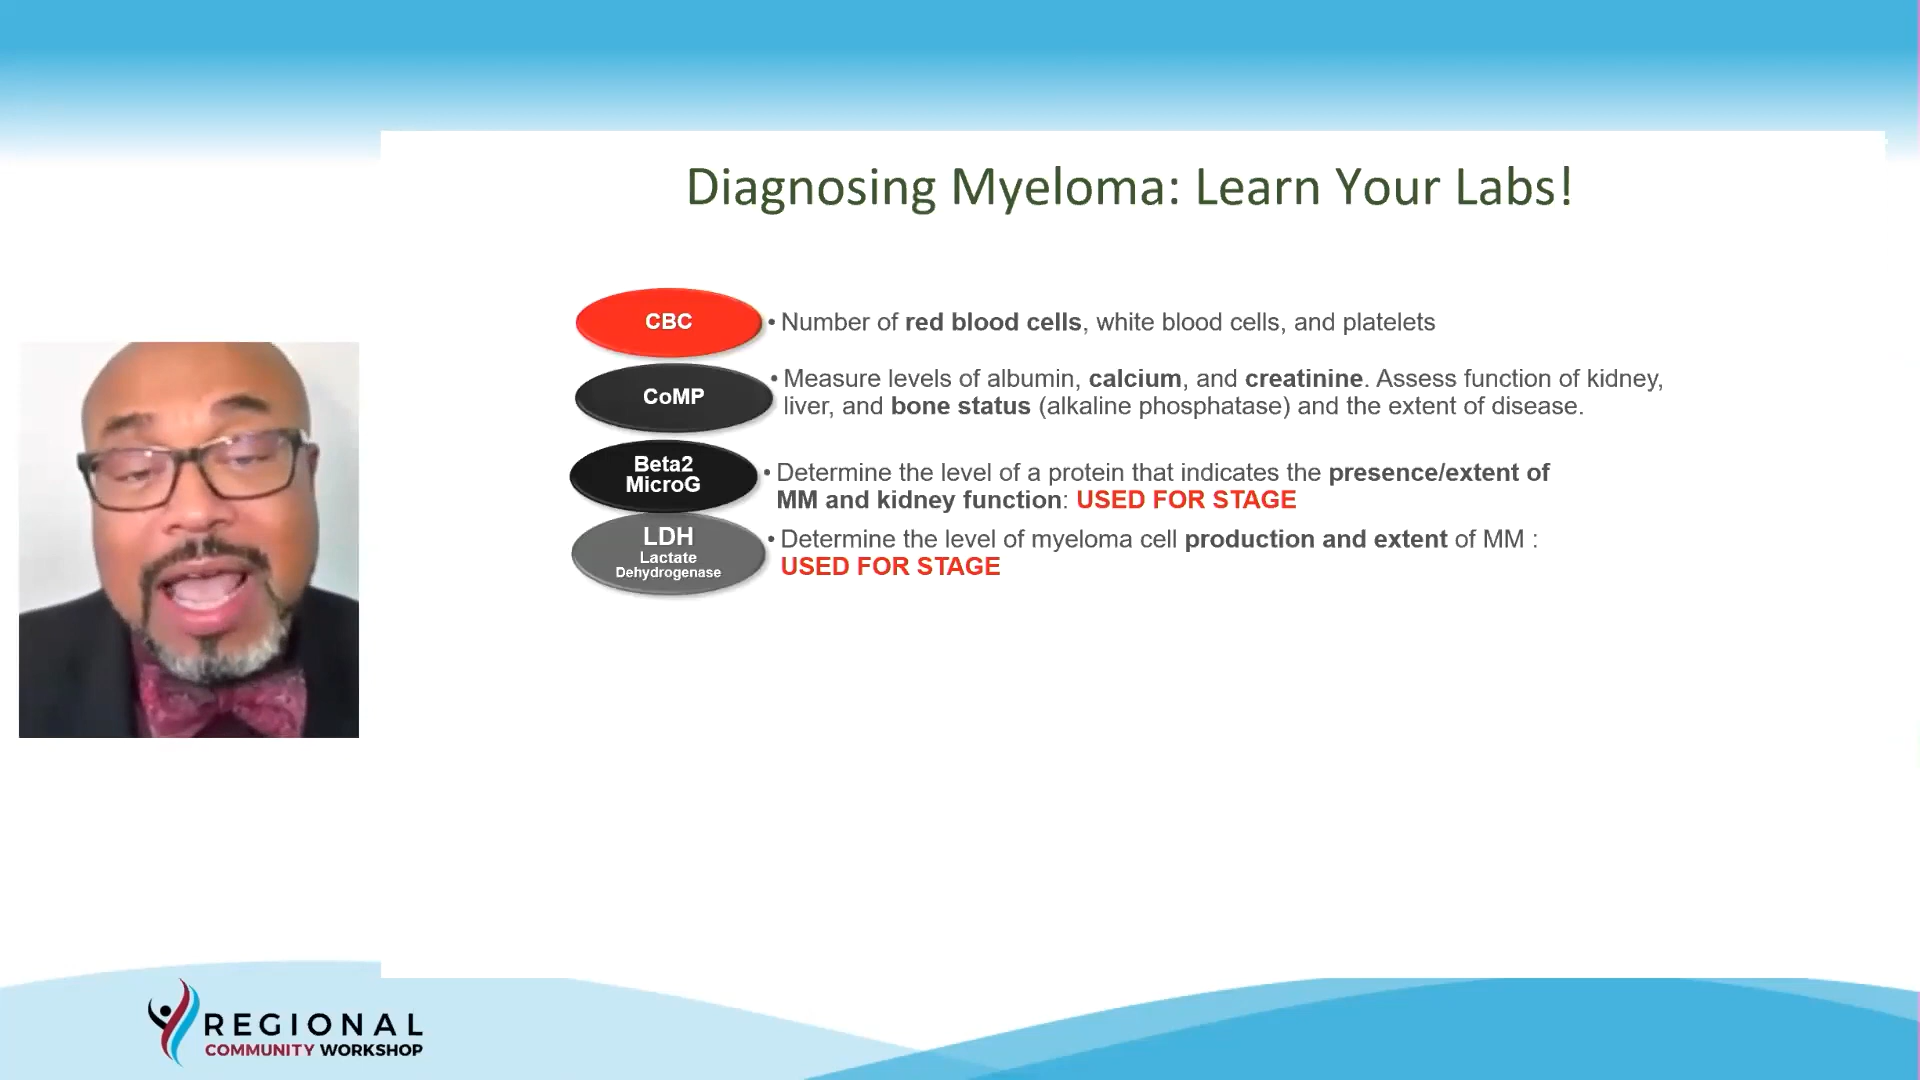 Diagnosing Myeloma: Learn Your Labs!
CBC
• Number of red blood cells, white blood cells, and platelets
CoMP
• Measure levels of albumin, calcium, and creatinine. Assess function of kidney,
liver, and bone status (alkaline phosphatase) and the extent of disease.
Beta2
MicroG
• Determine the level of a protein that indicates the presence/extent of
MM and kidney function: USED FOR STAGE
LDH
Lactate
Dehydrogenase
• Determine the level of myeloma cell production and extent of MM :
USED FOR STAGE
REGIONAL
COMMUNITY WORKSHOP